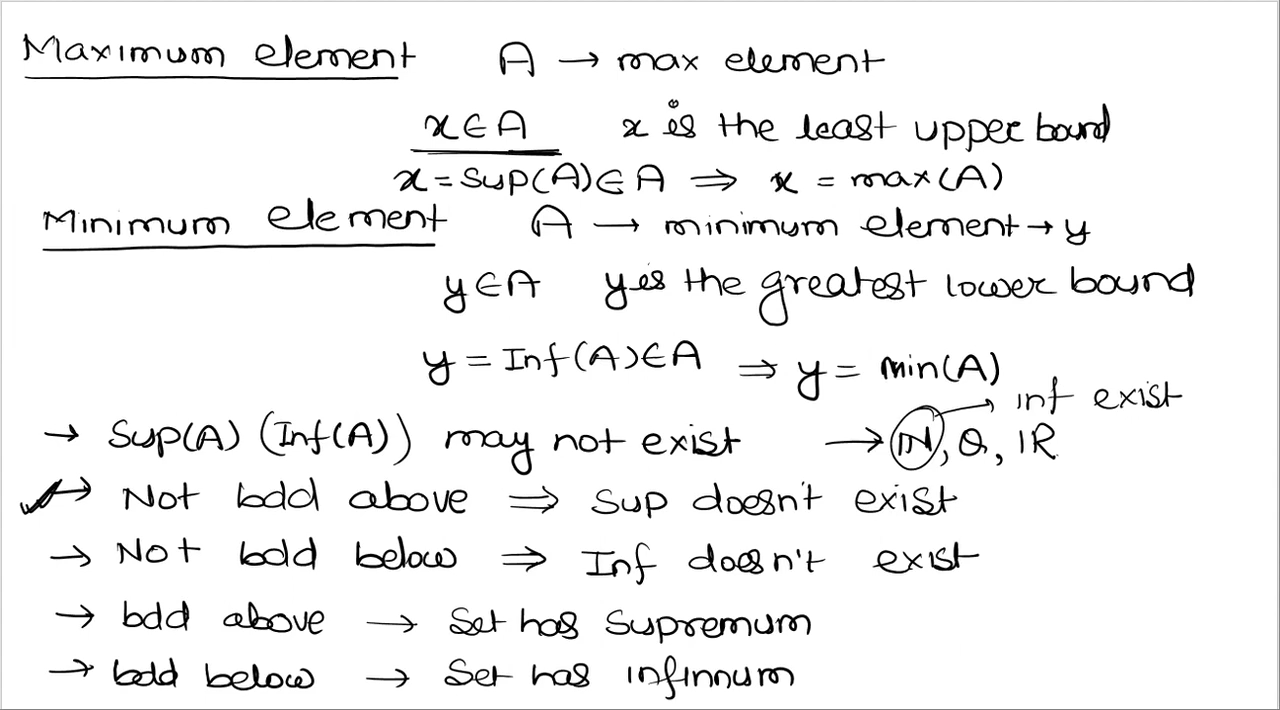 Maximum element A → max element
x∈A x is the least upper bound
x = Sup(A)∈A ⇒ x = max(A)
Minimum element A → minimum element → y
y∈A y is the greatest lower bound
y = Inf(A)∈A ⇒ y = min(A)
→ inf exist
→ Sup(A) (Inf(A)) may not exist → ℕ, Q, ℝ
→ Not bdd above ⇒ Sup doesn't exist
→ Not bdd below ⇒ Inf doesn't exist
→ bdd above → Set has Supremum
→ bdd below → Set has infinnum